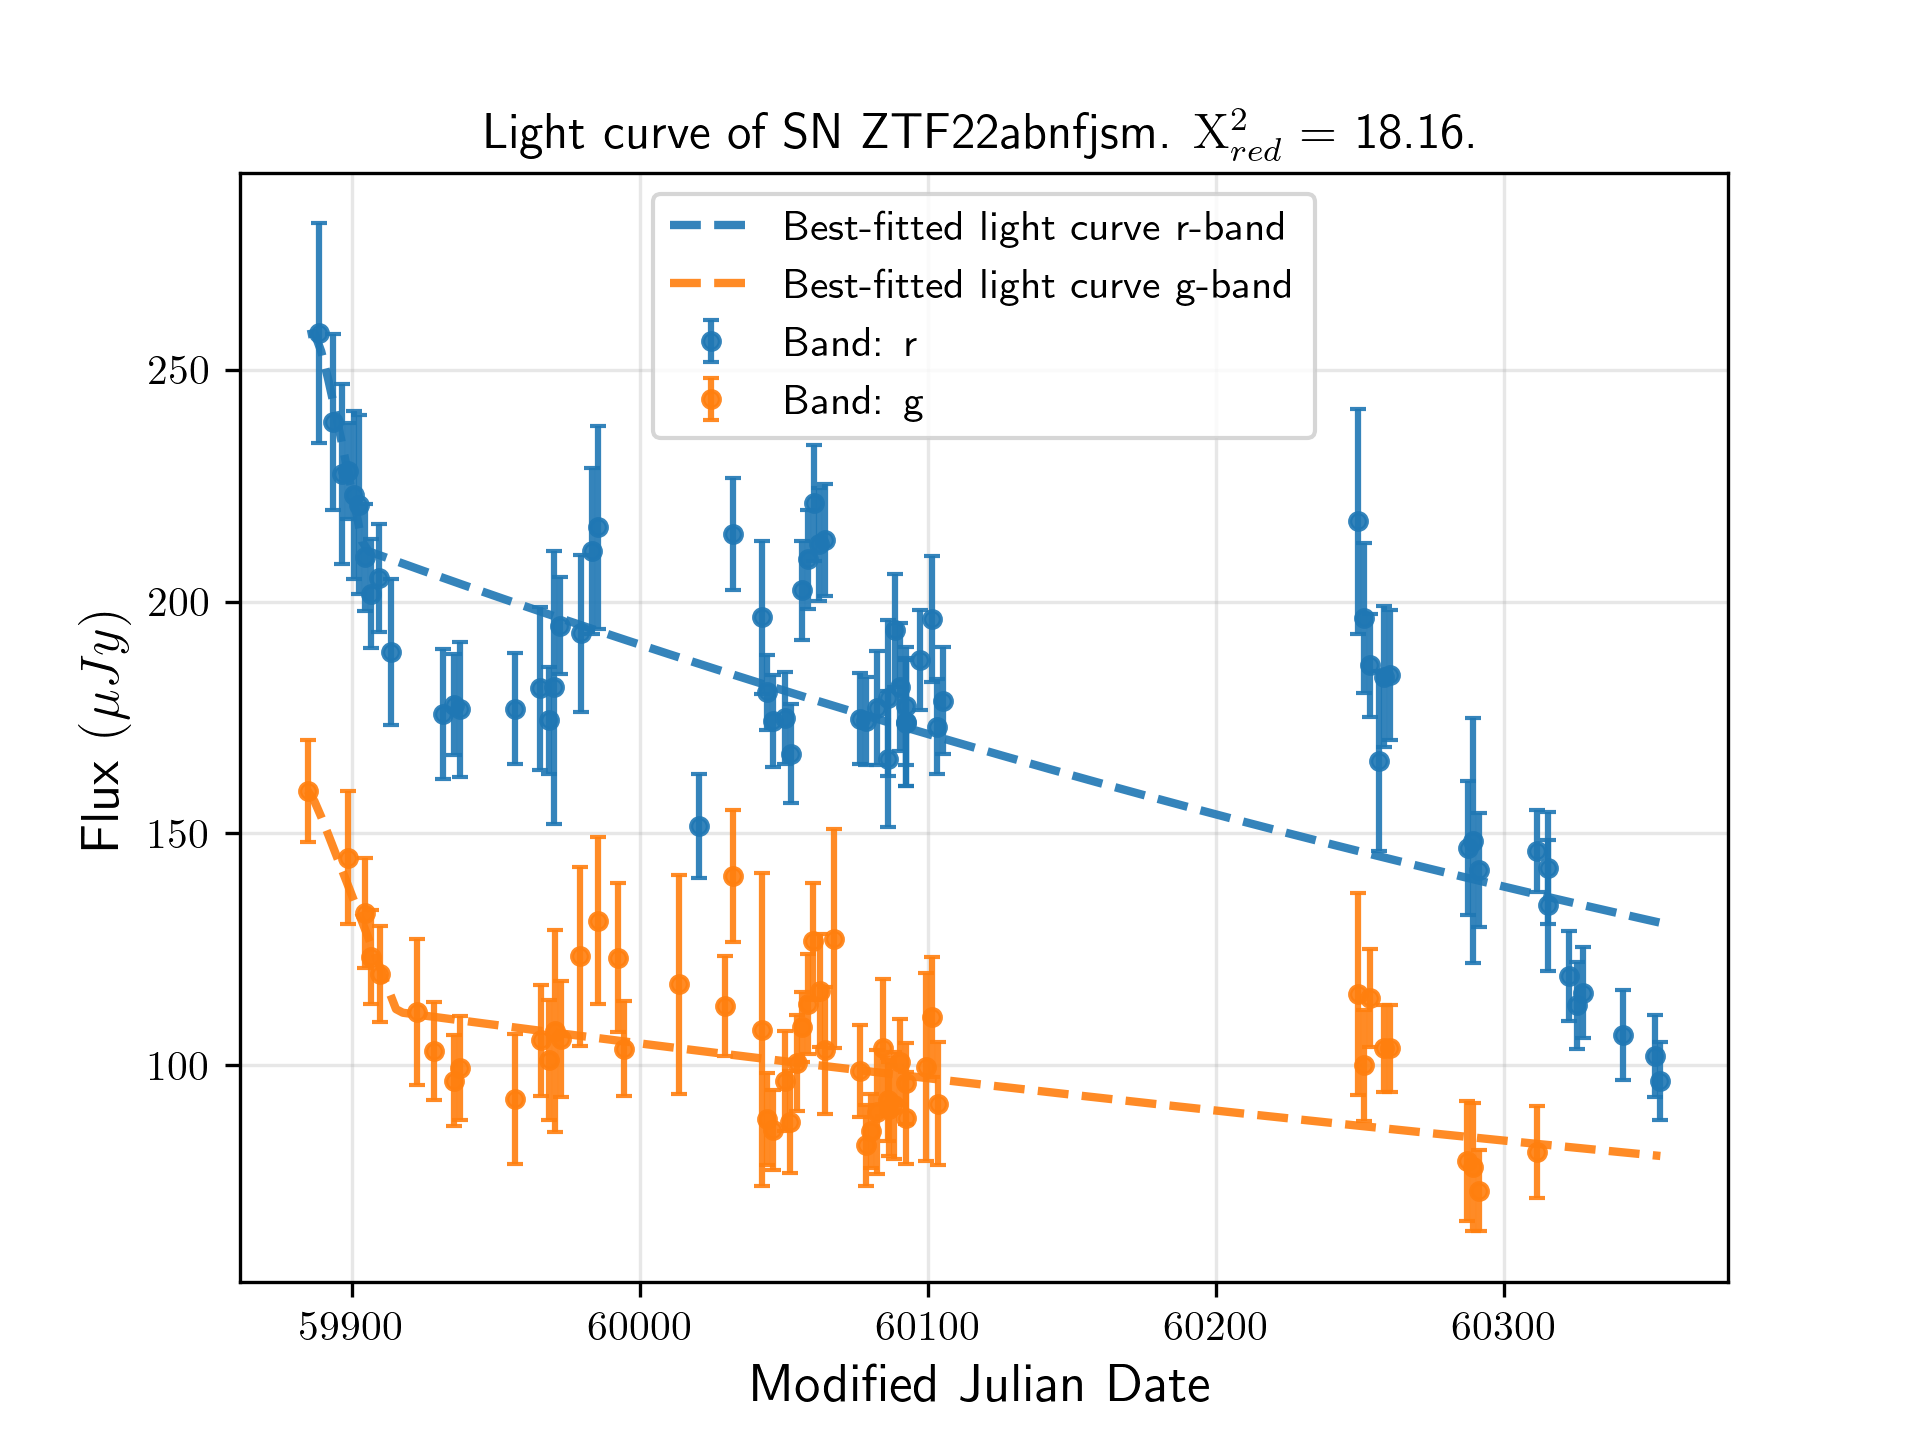 Light curve of SN ZTF22abnfjsm. X²_red = 18.16.
Best-fitted light curve r-band
Best-fitted light curve g-band
Band: r
Band: g
250
200
150
100
Flux (μJy)
59900 60000 60100 60200 60300
Modified Julian Date